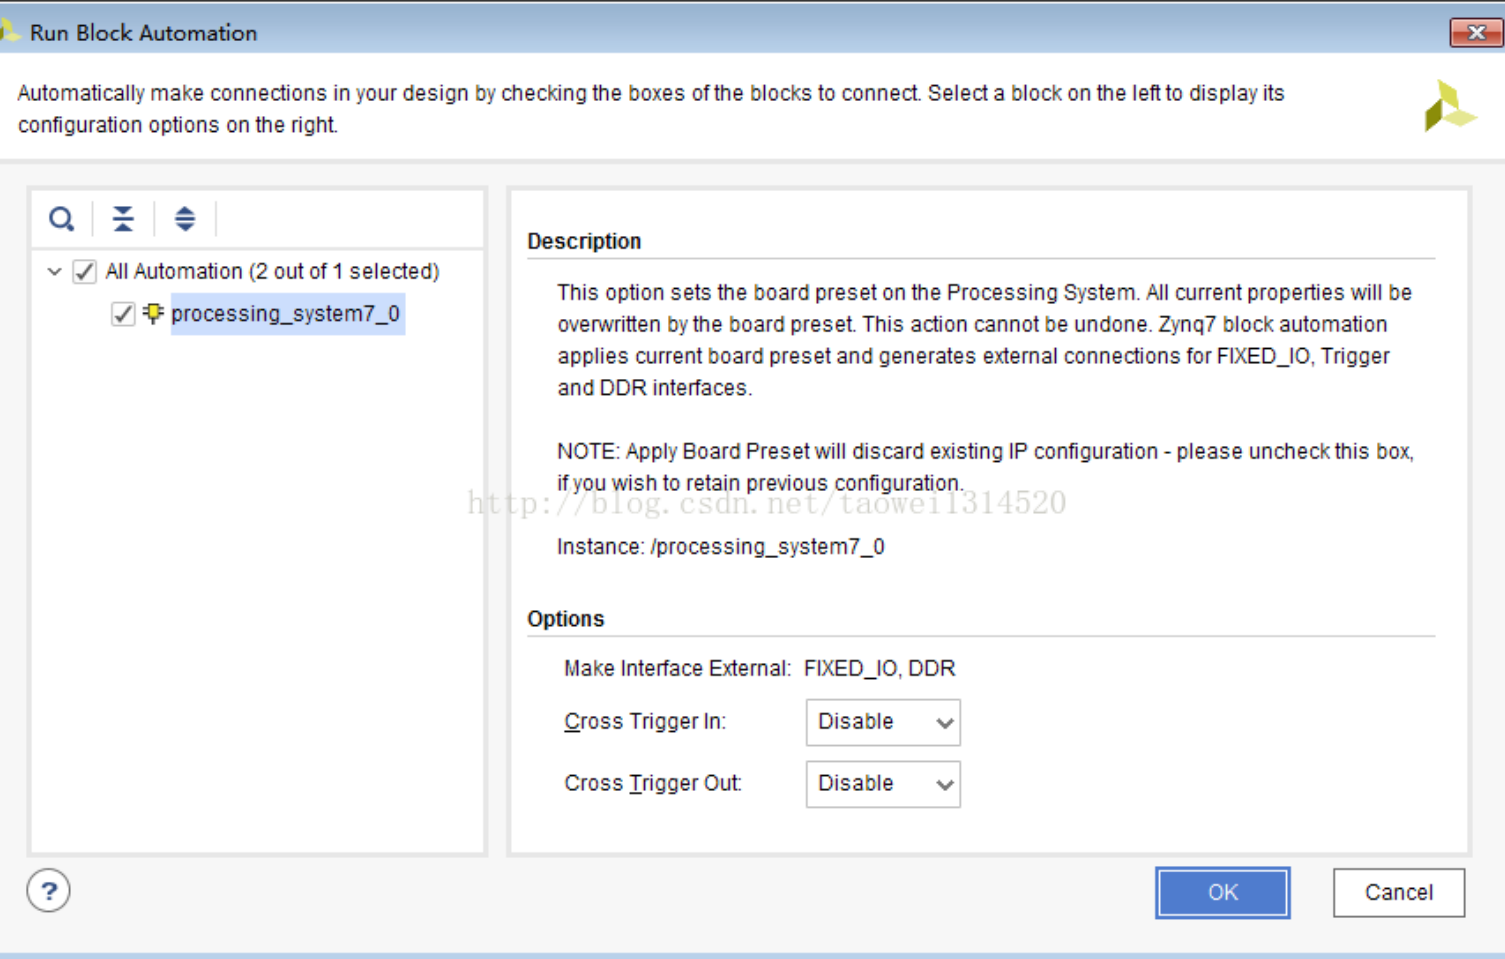 Run Block Automation
Automatically make connections in your design by checking the boxes of the blocks to connect. Select a block on the left to display its
configuration options on the right.
All Automation (2 out of 1 selected)
processing_system7_0
Description
This option sets the board preset on the Processing System. All current properties will be
overwritten by the board preset. This action cannot be undone. Zynq7 block automation
applies current board preset and generates external connections for FIXED_IO, Trigger
and DDR interfaces.
NOTE: Apply Board Preset will discard existing IP configuration - please uncheck this box,
if you wish to retain previous configuration.
http://blog.csdn.net/taowei1314520
Instance: /processing_system7_0
Options
Make Interface External: FIXED_IO, DDR
Cross Trigger In: Disable
Cross Trigger Out: Disable
?
OK
Cancel